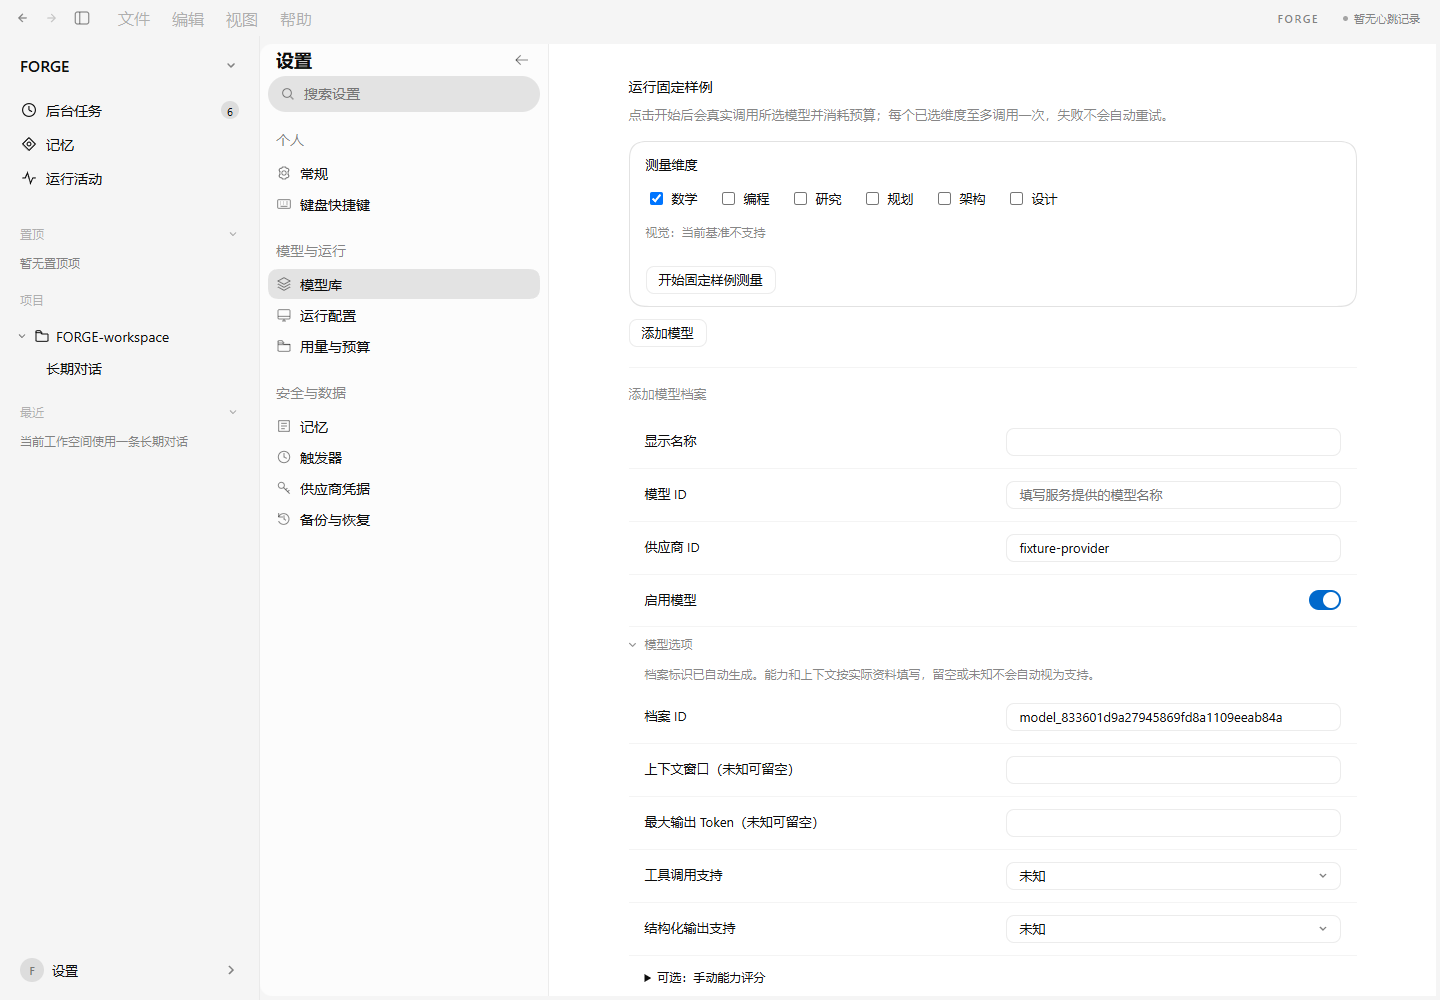 文件 编辑 视图 帮助
FORGE 暂无心跳记录
FORGE
后台任务 6
记忆
运行活动
置顶
暂无置顶项
项目
FORGE-workspace
长期对话
最近
当前工作空间使用一条长期对话
F 设置
设置
搜索设置
个人
常规
键盘快捷键
模型与运行
模型库
运行配置
用量与预算
安全与数据
记忆
触发器
供应商凭据
备份与恢复
运行固定样例
点击开始后会真实调用所选模型并消耗预算；每个已选维度至多调用一次，失败不会自动重试。
测量维度
数学 编程 研究 规划 架构 设计
视觉：当前基准不支持
开始固定样例测量
添加模型
添加模型档案
显示名称
模型 ID 填写服务提供的模型名称
供应商 ID fixture-provider
启用模型
模型选项
档案标识已自动生成。能力和上下文按实际资料填写，留空或未知不会自动视为支持。
档案 ID model_833601d9a27945869fd8a1109eeab84a
上下文窗口（未知可留空）
最大输出 Token（未知可留空）
工具调用支持 未知
结构化输出支持 未知
可选：手动能力评分